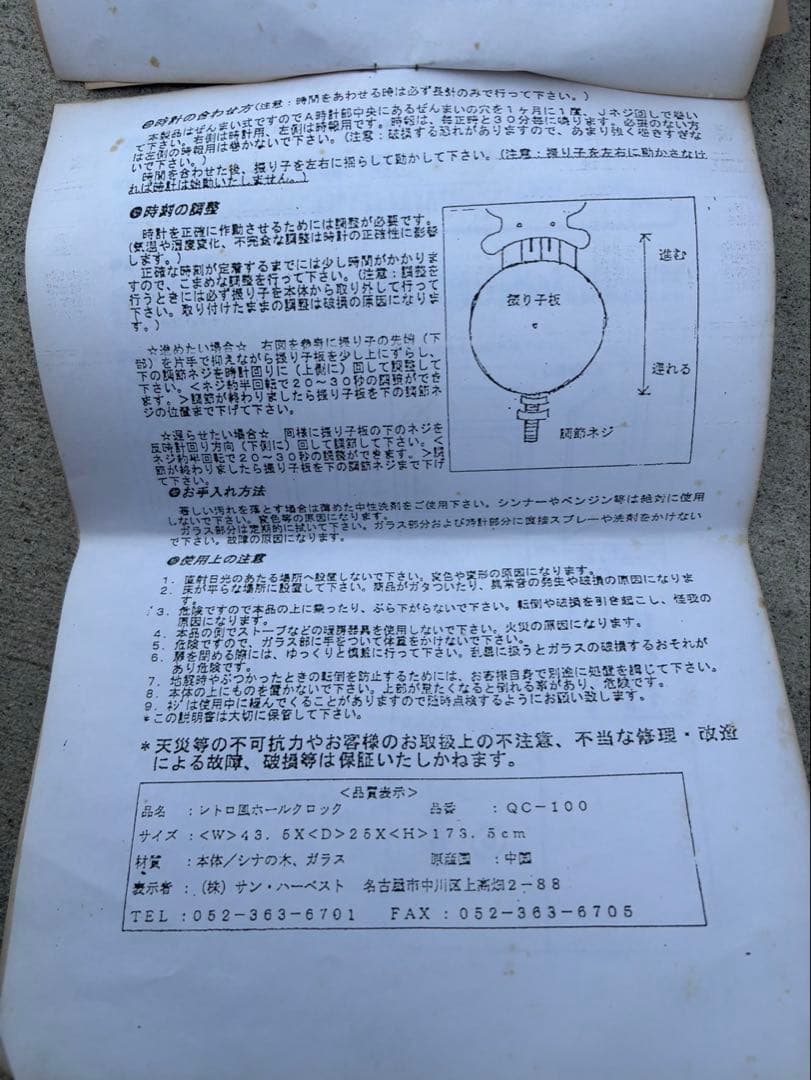 時計の合わせ方(注意:時間をあわせる時は必ず長針のみで行って下さい。)
本製品はぜんまい式ですのでA時計部中央にあるぜんまいの穴を1ヶ月に1度、Jネジ回しで巻い
て下さい。右側は時計用、左側は時報用です。時報は、毎正時と30分毎に鳴ります。必要のない方
は左側の時報用は巻かないで下さい。(注意:破損する恐れがありますので、あまり強く巻きすぎな
いで下さい。)
時間を合わせた後、振り子を左右に揺らして動かして下さい。(注意:振り子を左右に動かさなけ
れば時計は始動いたしません。)
時刻の調整
時計を正確に作動させるためには調整が必要です。
(気温や湿度変化、不完全な調整は時計の正確性に影響
します。)
正確な時刻が定着するまでには少し時間がかかりま
すので、こまめな調整を行って下さい。(注意:調整を
行うときには必ず振り子を本体から取り外して行って
下さい。取り付けたままの調整は破損の原因になりま
す。)
☆進めたい場合☆ 右図を参考に振り子の先端(下
部)を片手で抑えながら振り子板を少し上にずらし、
下の調節ネジを時計回りに(上側に)回して調整して
下さい。<ネジ約半回転で20~30秒の調整ができ
ます。>調節が終わりましたら振り子板を下の調節ネ
ジの位置まで下げて下さい。
☆遅らせたい場合☆ 同様に振り子板の下のネジを
反時計回り方向(下側に)回して調節して下さい。<
ネジ約半回転で20~30秒の調整ができます。>調
節が終わりましたら振り子板を下の調節ネジまで下げ
て下さい。
進む
振り子板
遅れる
調節ネジ
お手入れ方法
著しい汚れを落とす場合は薄めた中性洗剤をご使用下さい。シンナーやベンジン等は絶対に使用
しないで下さい。変色等の原因になります。
ガラス部分は定期的に拭いて下さい。ガラス部分および時計部分に直接スプレーや洗剤をかけない
で下さい。故障の原因になります。
使用上の注意
1. 直射日光のあたる場所へ設置しないで下さい。変色や変形の原因になります。
2. 床が平らな場所に設置して下さい。商品がガタついたり、異常音の発生や破損の原因になりま
す。
3. 危険ですので本品の上に乗ったり、ぶら下がらないで下さい。転倒や破損を引き起こし、怪我の
原因になります。
4. 本品の側でストーブなどの暖房器具を使用しないで下さい。火災の原因になります。
5. 危険ですので、ガラス部に手をついて体重をかけないで下さい。
6. 扉を閉める際には、ゆっくりと慎重に行って下さい。乱暴に扱うとガラスの破損するおそれが
あり危険です。
7. 地震時やぶつかったときの転倒を防止するためには、お客様自身で別途に処置を講じて下さい。
8. 本体の上にものを置かないで下さい。上部が重たくなると倒れる事があり、危険です。
9. ネジは使用中に緩んでくることがありますので随時点検するようにお願い致します。
*この説明書は大切に保管して下さい。
*天災等の不可抗力やお客様のお取扱上の不注意、不当な修理・改造
による故障、破損等は保証いたしかねます。
<品質表示>
品名 :レトロ風ホールクロック 品番 :QC-100
サイズ:<W>43.5X<D>25X<H>173.5cm
材質 :本体/シナの木、ガラス 原産国 :中国
表示者:(株)サン・ハーベスト 名古屋市中川区上高畑2-88
TEL:052-363-6701 FAX:052-363-6705